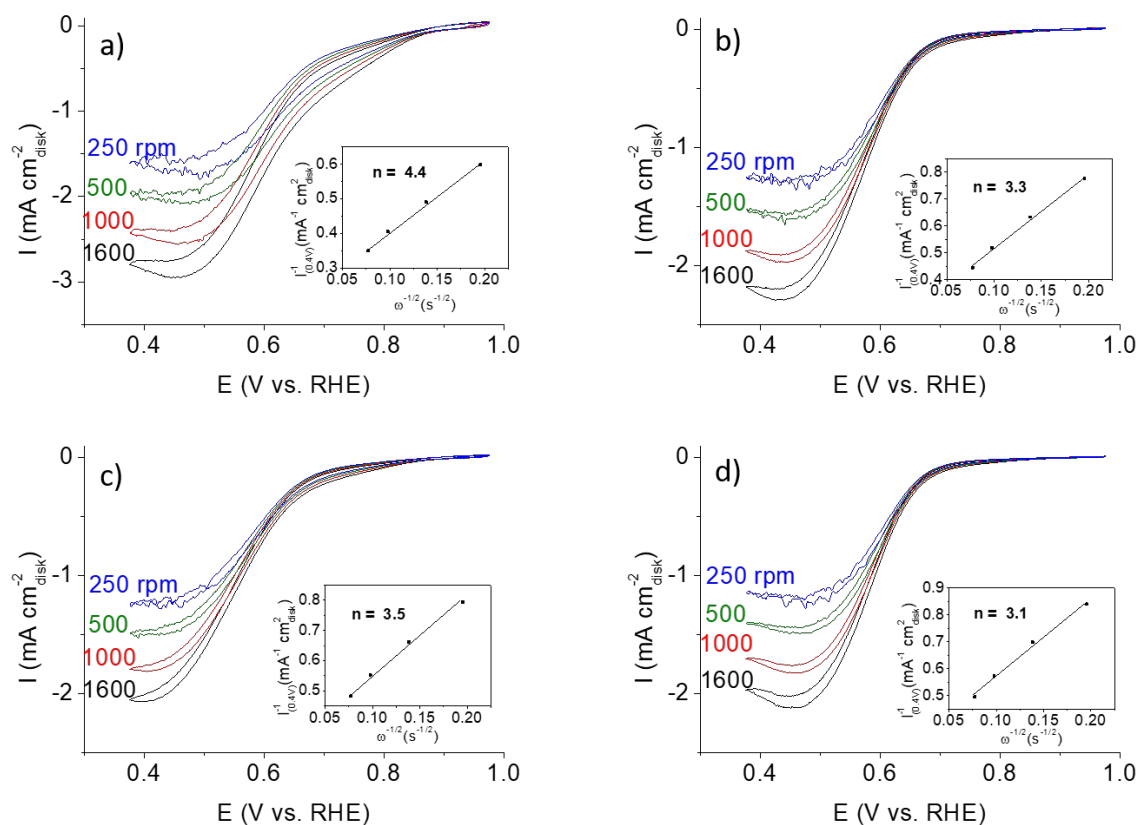 a)
0
-1
-2
-3
I (mA cm⁻²disk)
250 rpm
500
1000
1600
n = 4.4
0.6
0.5
0.4
0.3
I⁻¹(0.4V)(mA⁻¹ cm²disk)
0.05 0.10 0.15 0.20
ω⁻¹/²(s⁻¹/²)
0.4 0.6 0.8 1.0
E (V vs. RHE)
b)
0
-1
-2
I (mA cm⁻²disk)
250 rpm
500
1000
1600
n = 3.3
0.8
0.7
0.6
0.5
0.4
I⁻¹(0.4V)(mA⁻¹ cm²disk)
0.05 0.10 0.15 0.20
ω⁻¹/²(s⁻¹/²)
0.4 0.6 0.8 1.0
E (V vs. RHE)
c)
0
-1
-2
I (mA cm⁻²disk)
250 rpm
500
1000
1600
n = 3.5
0.8
0.7
0.6
0.5
I⁻¹(0.4V)(mA⁻¹ cm²disk)
0.05 0.10 0.15 0.20
ω⁻¹/²(s⁻¹/²)
0.4 0.6 0.8 1.0
E (V vs. RHE)
d)
0
-1
-2
I (mA cm⁻²disk)
250 rpm
500
1000
1600
n = 3.1
0.9
0.8
0.7
0.6
0.5
I⁻¹(0.4V)(mA⁻¹ cm²disk)
0.05 0.10 0.15 0.20
ω⁻¹/²(s⁻¹/²)
0.4 0.6 0.8 1.0
E (V vs. RHE)